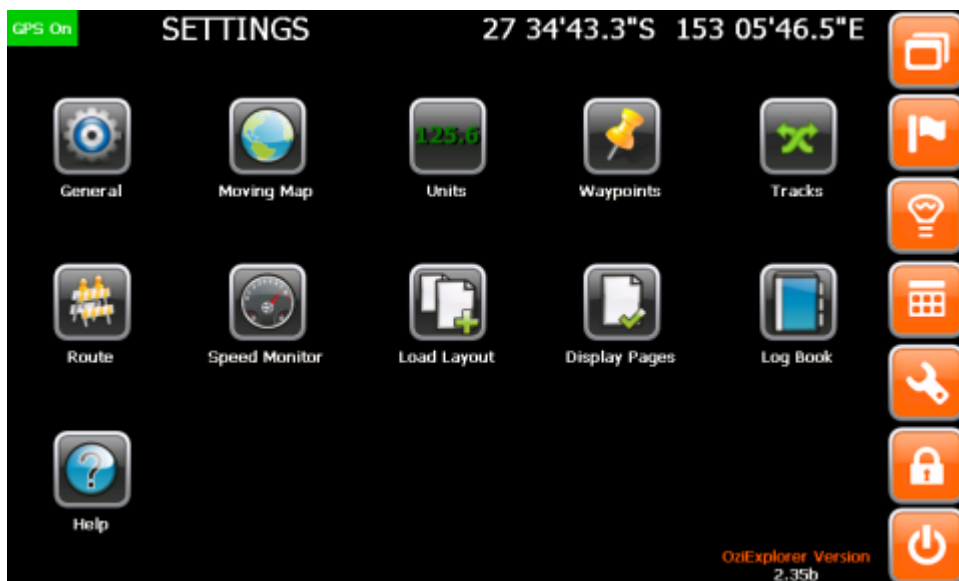 GPS On
SETTINGS
27 34'43.3"S 153 05'46.5"E
125.6
General
Moving Map
Units
Waypoints
Tracks
Route
Speed Monitor
Load Layout
Display Pages
Log Book
?
Help
OziExplorer Version
2.35b